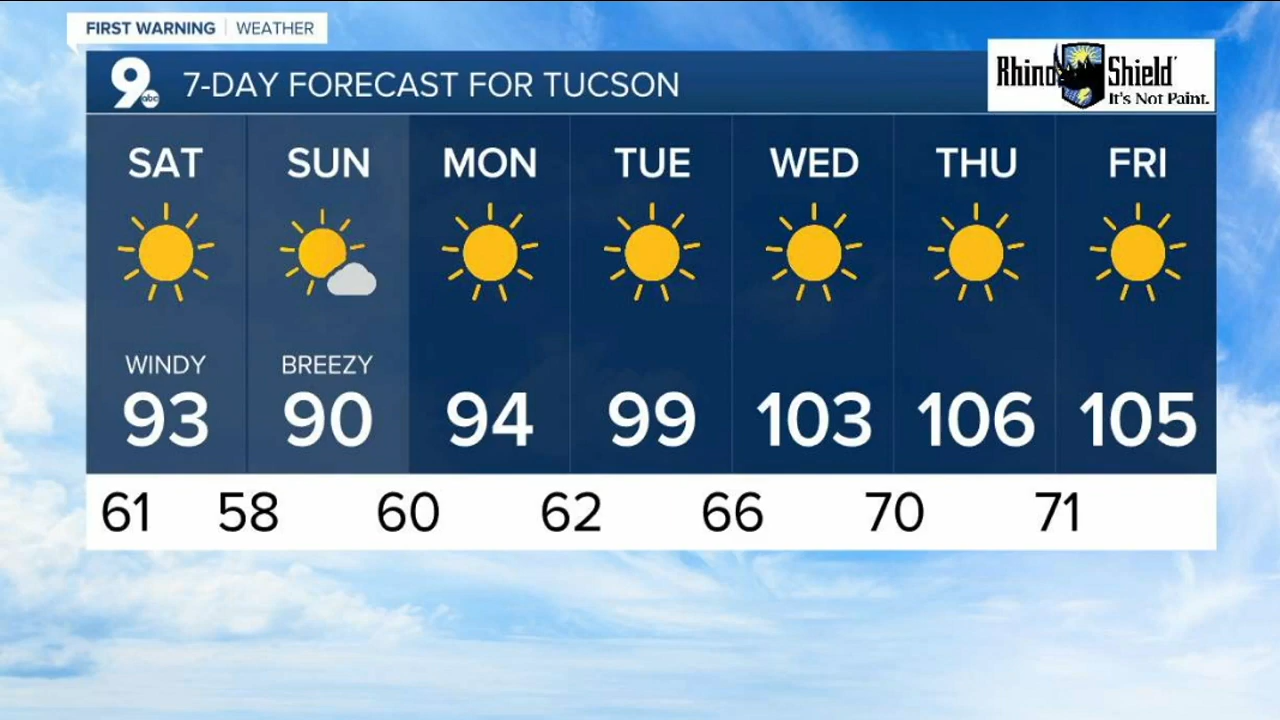 FIRST WARNING | WEATHER
9 abc
7-DAY FORECAST FOR TUCSON
Rhino Shield
It's Not Paint.
SAT SUN MON TUE WED THU FRI
WINDY BREEZY
93 90 94 99 103 106 105
61 58 60 62 66 70 71